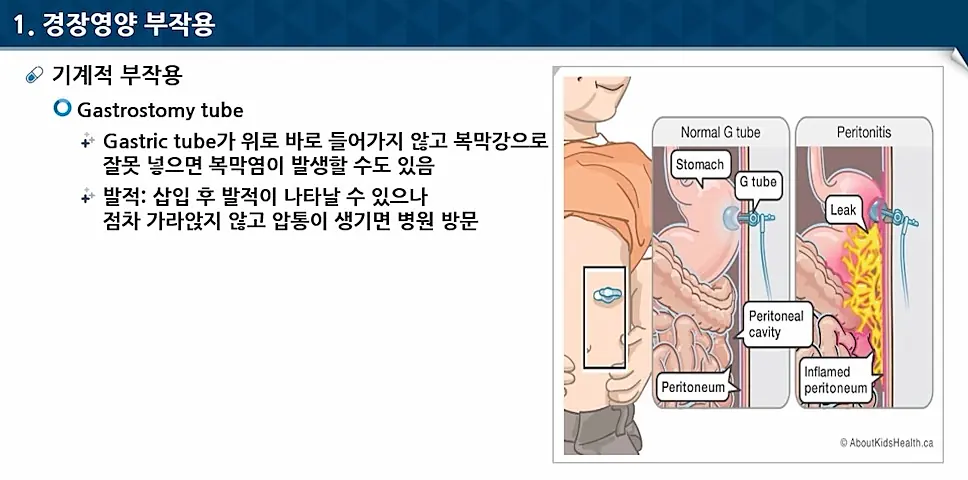 1. 경장영양 부작용
기계적 부작용
Gastrostomy tube
Gastric tube가 위로 바로 들어가지 않고 복막강으로
잘못 넣으면 복막염이 발생할 수도 있음
발적: 삽입 후 발적이 나타날 수 있으나
점차 가라앉지 않고 압통이 생기면 병원 방문
Normal G tube
Stomach
G tube
Peritoneal
cavity
Peritoneum
Peritonitis
Leak
Inflamed
peritoneum
© AboutKidsHealth.ca